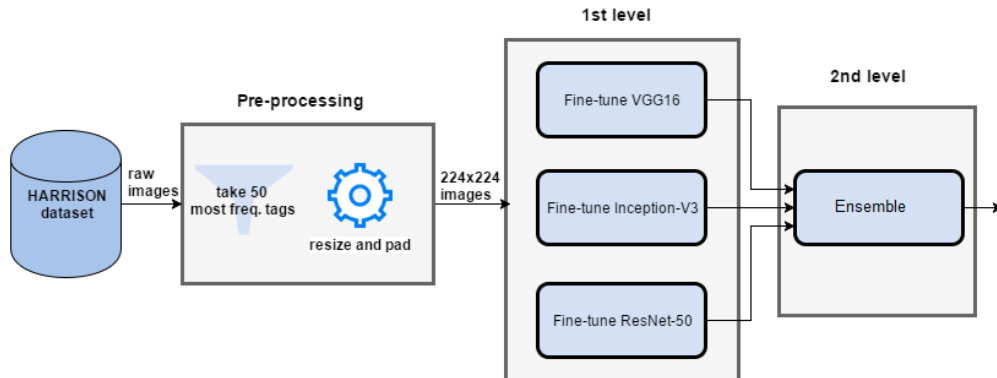 1st level
2nd level
Pre-processing
HARRISON
dataset
raw
images
take 50
most freq. tags
resize and pad
224x224
images
Fine-tune VGG16
Fine-tune Inception-V3
Fine-tune ResNet-50
Ensemble